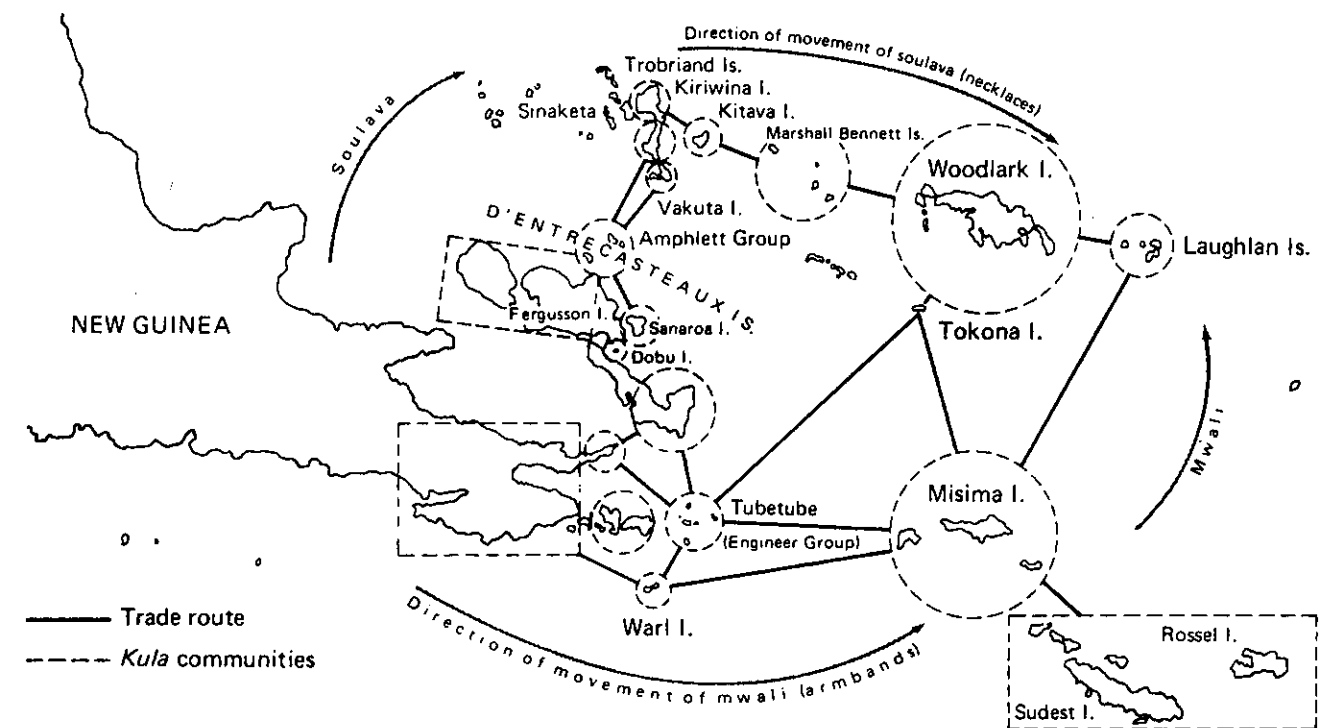 Direction of movement of soulava (necklaces)
Trobriand Is.
Kiriwina I.
Sinaketa
Kitava I.
Marshall Bennett Is.
Soulava
Woodlark I.
Vakuta I.
D'ENTRECASTEAUX IS.
Amphlett Group
Laughlan Is.
NEW GUINEA
Fergusson I.
Sanaroa I.
Tokona I.
Dobu I.
Mwali
Misima I.
Tubetube
(Engineer Group)
Trade route
Kula communities
Warl I.
Direction of movement of mwali (armbands)
Rossel I.
Sudest I.